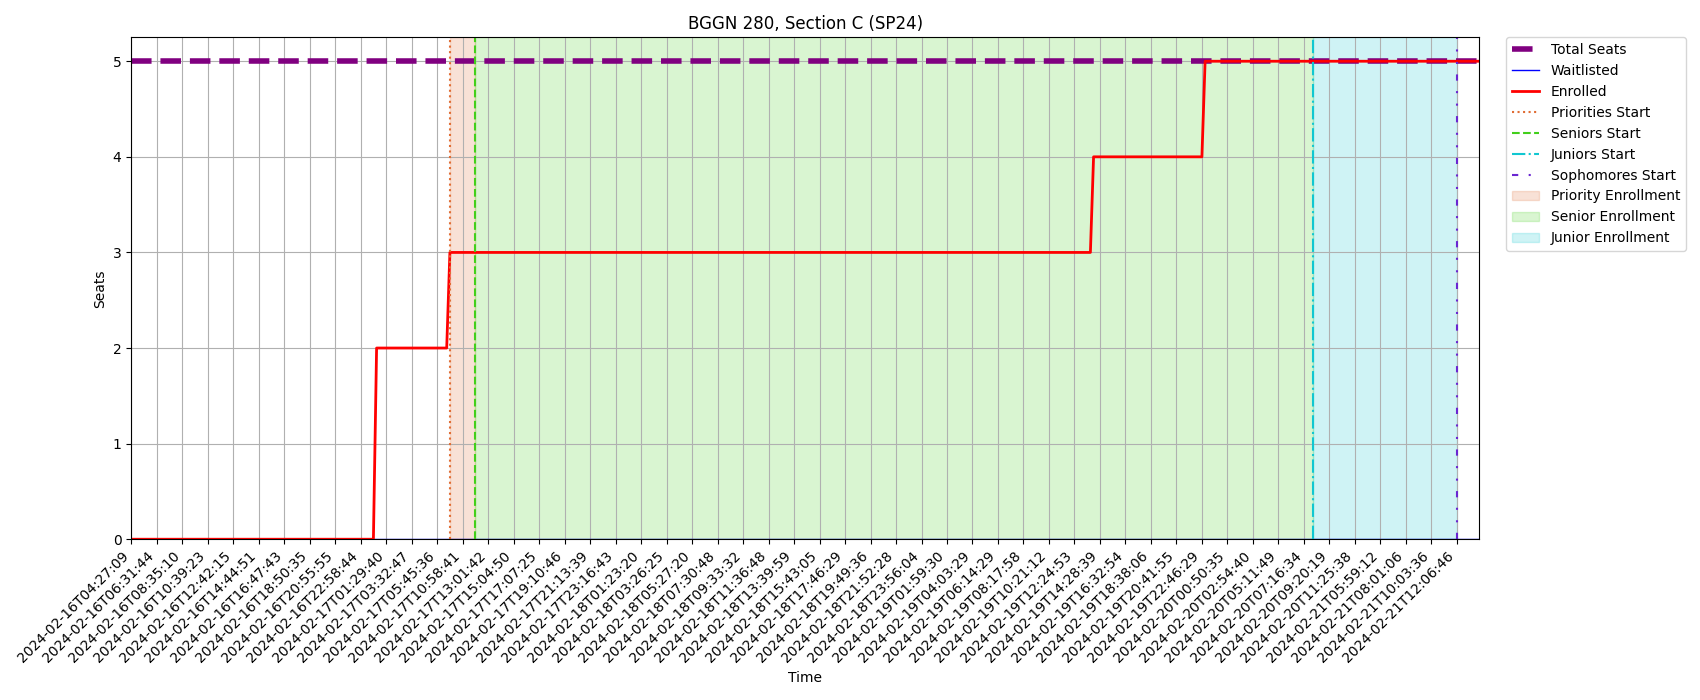 BGGN 280, Section C (SP24)
Seats
5
4
3
2
1
0
2024-02-16T04:27:09
2024-02-16T06:31:44
2024-02-16T08:35:10
2024-02-16T10:39:23
2024-02-16T12:42:15
2024-02-16T14:44:51
2024-02-16T16:47:43
2024-02-16T18:50:35
2024-02-16T20:55:55
2024-02-16T22:58:44
2024-02-17T01:29:40
2024-02-17T03:32:47
2024-02-17T05:45:36
2024-02-17T10:58:41
2024-02-17T13:01:42
2024-02-17T15:04:50
2024-02-17T17:07:25
2024-02-17T19:10:46
2024-02-17T21:13:39
2024-02-17T23:16:43
2024-02-18T01:23:20
2024-02-18T03:26:25
2024-02-18T05:27:20
2024-02-18T07:30:48
2024-02-18T09:33:32
2024-02-18T11:36:48
2024-02-18T13:39:59
2024-02-18T15:43:05
2024-02-18T17:46:29
2024-02-18T19:49:36
2024-02-18T21:52:28
2024-02-18T23:56:04
2024-02-19T01:59:30
2024-02-19T04:03:29
2024-02-19T06:14:29
2024-02-19T08:17:58
2024-02-19T10:21:12
2024-02-19T12:24:53
2024-02-19T14:28:39
2024-02-19T16:32:54
2024-02-19T18:38:06
2024-02-19T20:41:55
2024-02-19T22:46:29
2024-02-20T00:50:35
2024-02-20T02:54:40
2024-02-20T05:11:49
2024-02-20T07:16:34
2024-02-20T09:20:19
2024-02-20T11:25:38
2024-02-21T05:59:12
2024-02-21T08:01:06
2024-02-21T10:03:36
2024-02-21T12:06:46
Time
Total Seats
Waitlisted
Enrolled
Priorities Start
Seniors Start
Juniors Start
Sophomores Start
Priority Enrollment
Senior Enrollment
Junior Enrollment